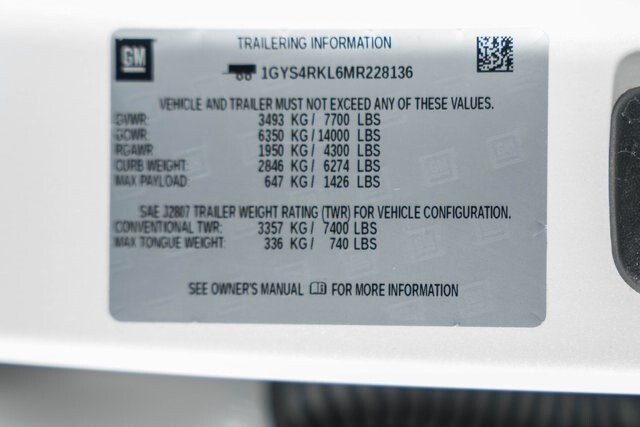 GM
TRAILERING INFORMATION
1GYS4RKL6MR228136
VEHICLE AND TRAILER MUST NOT EXCEED ANY OF THESE VALUES.
GVWR: 3493 KG/ 7700 LBS
GCWR: 6350 KG/ 14000 LBS
RGAWR 1950 KG/ 4300 LBS
CURB WEIGHT: 2846 KG/ 6274 LBS
MAX PAYLOAD: 647 KG/ 1426 LBS
SAE J2807 TRAILER WEIGHT RATING (TWR) FOR VEHICLE CONFIGURATION.
CONVENTIONAL TWR: 3357 KG/ 7400 LBS
MAX TONGUE WEIGHT: 336 KG/ 740 LBS
SEE OWNER'S MANUAL FOR MORE INFORMATION